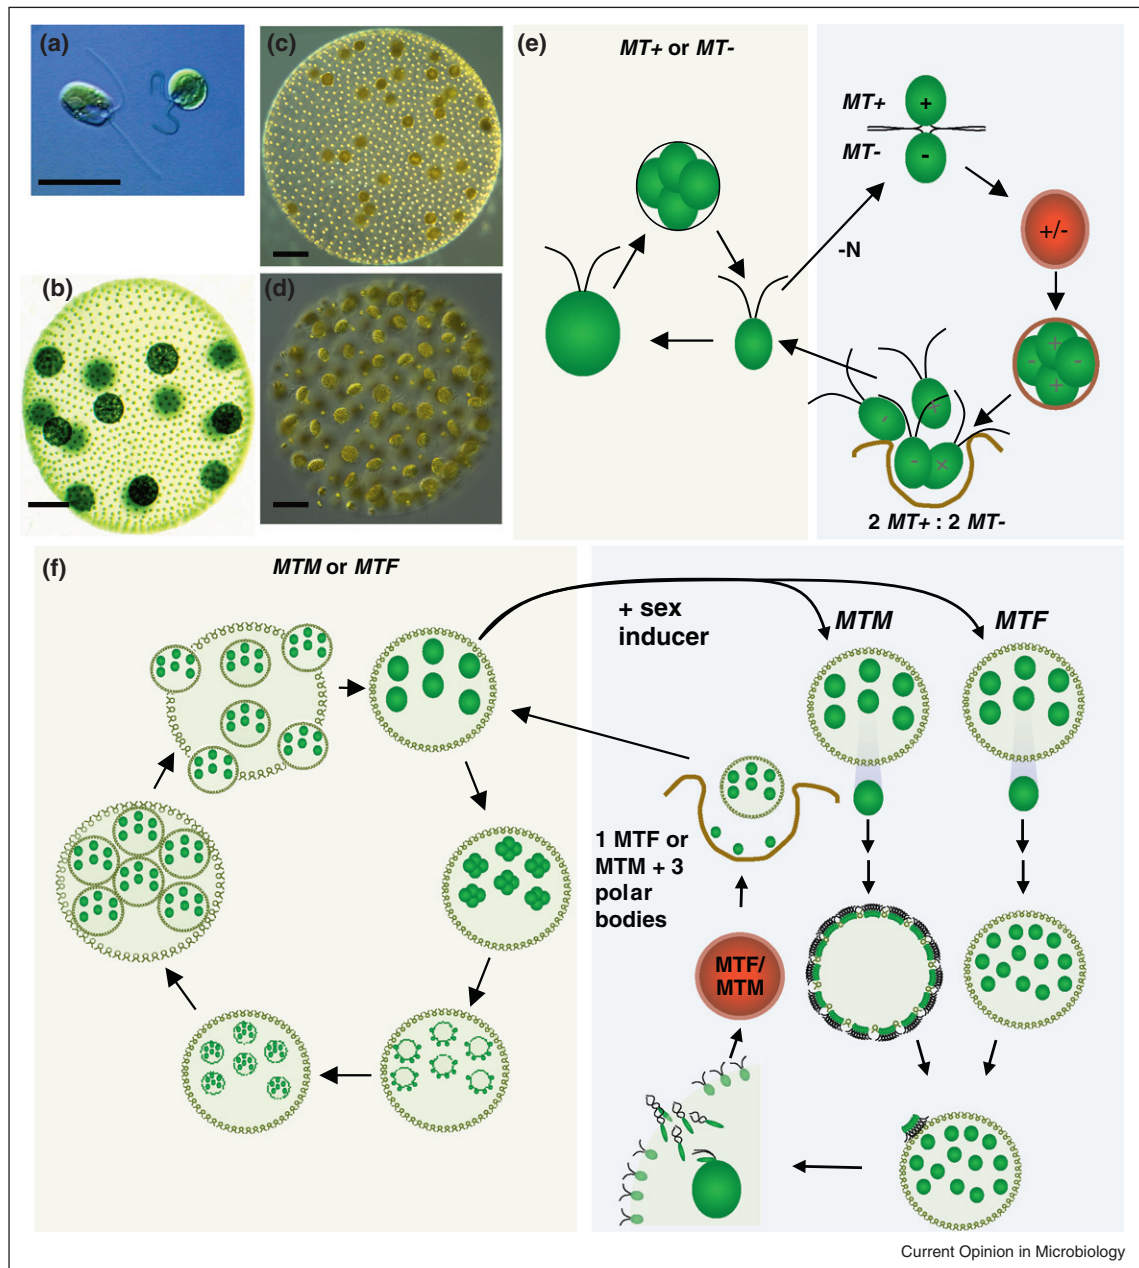 (a)
(c)
(b)
(d)
(e)
MT+ or MT-
MT+
+
MT-
-
-N
+/-
+
-
-
+
-
+
-
+
2 MT+ : 2 MT-
(f)
MTM or MTF
+ sex
inducer
MTM
MTF
1 MTF or
MTM + 3
polar
bodies
MTF/
MTM
Current Opinion in Microbiology